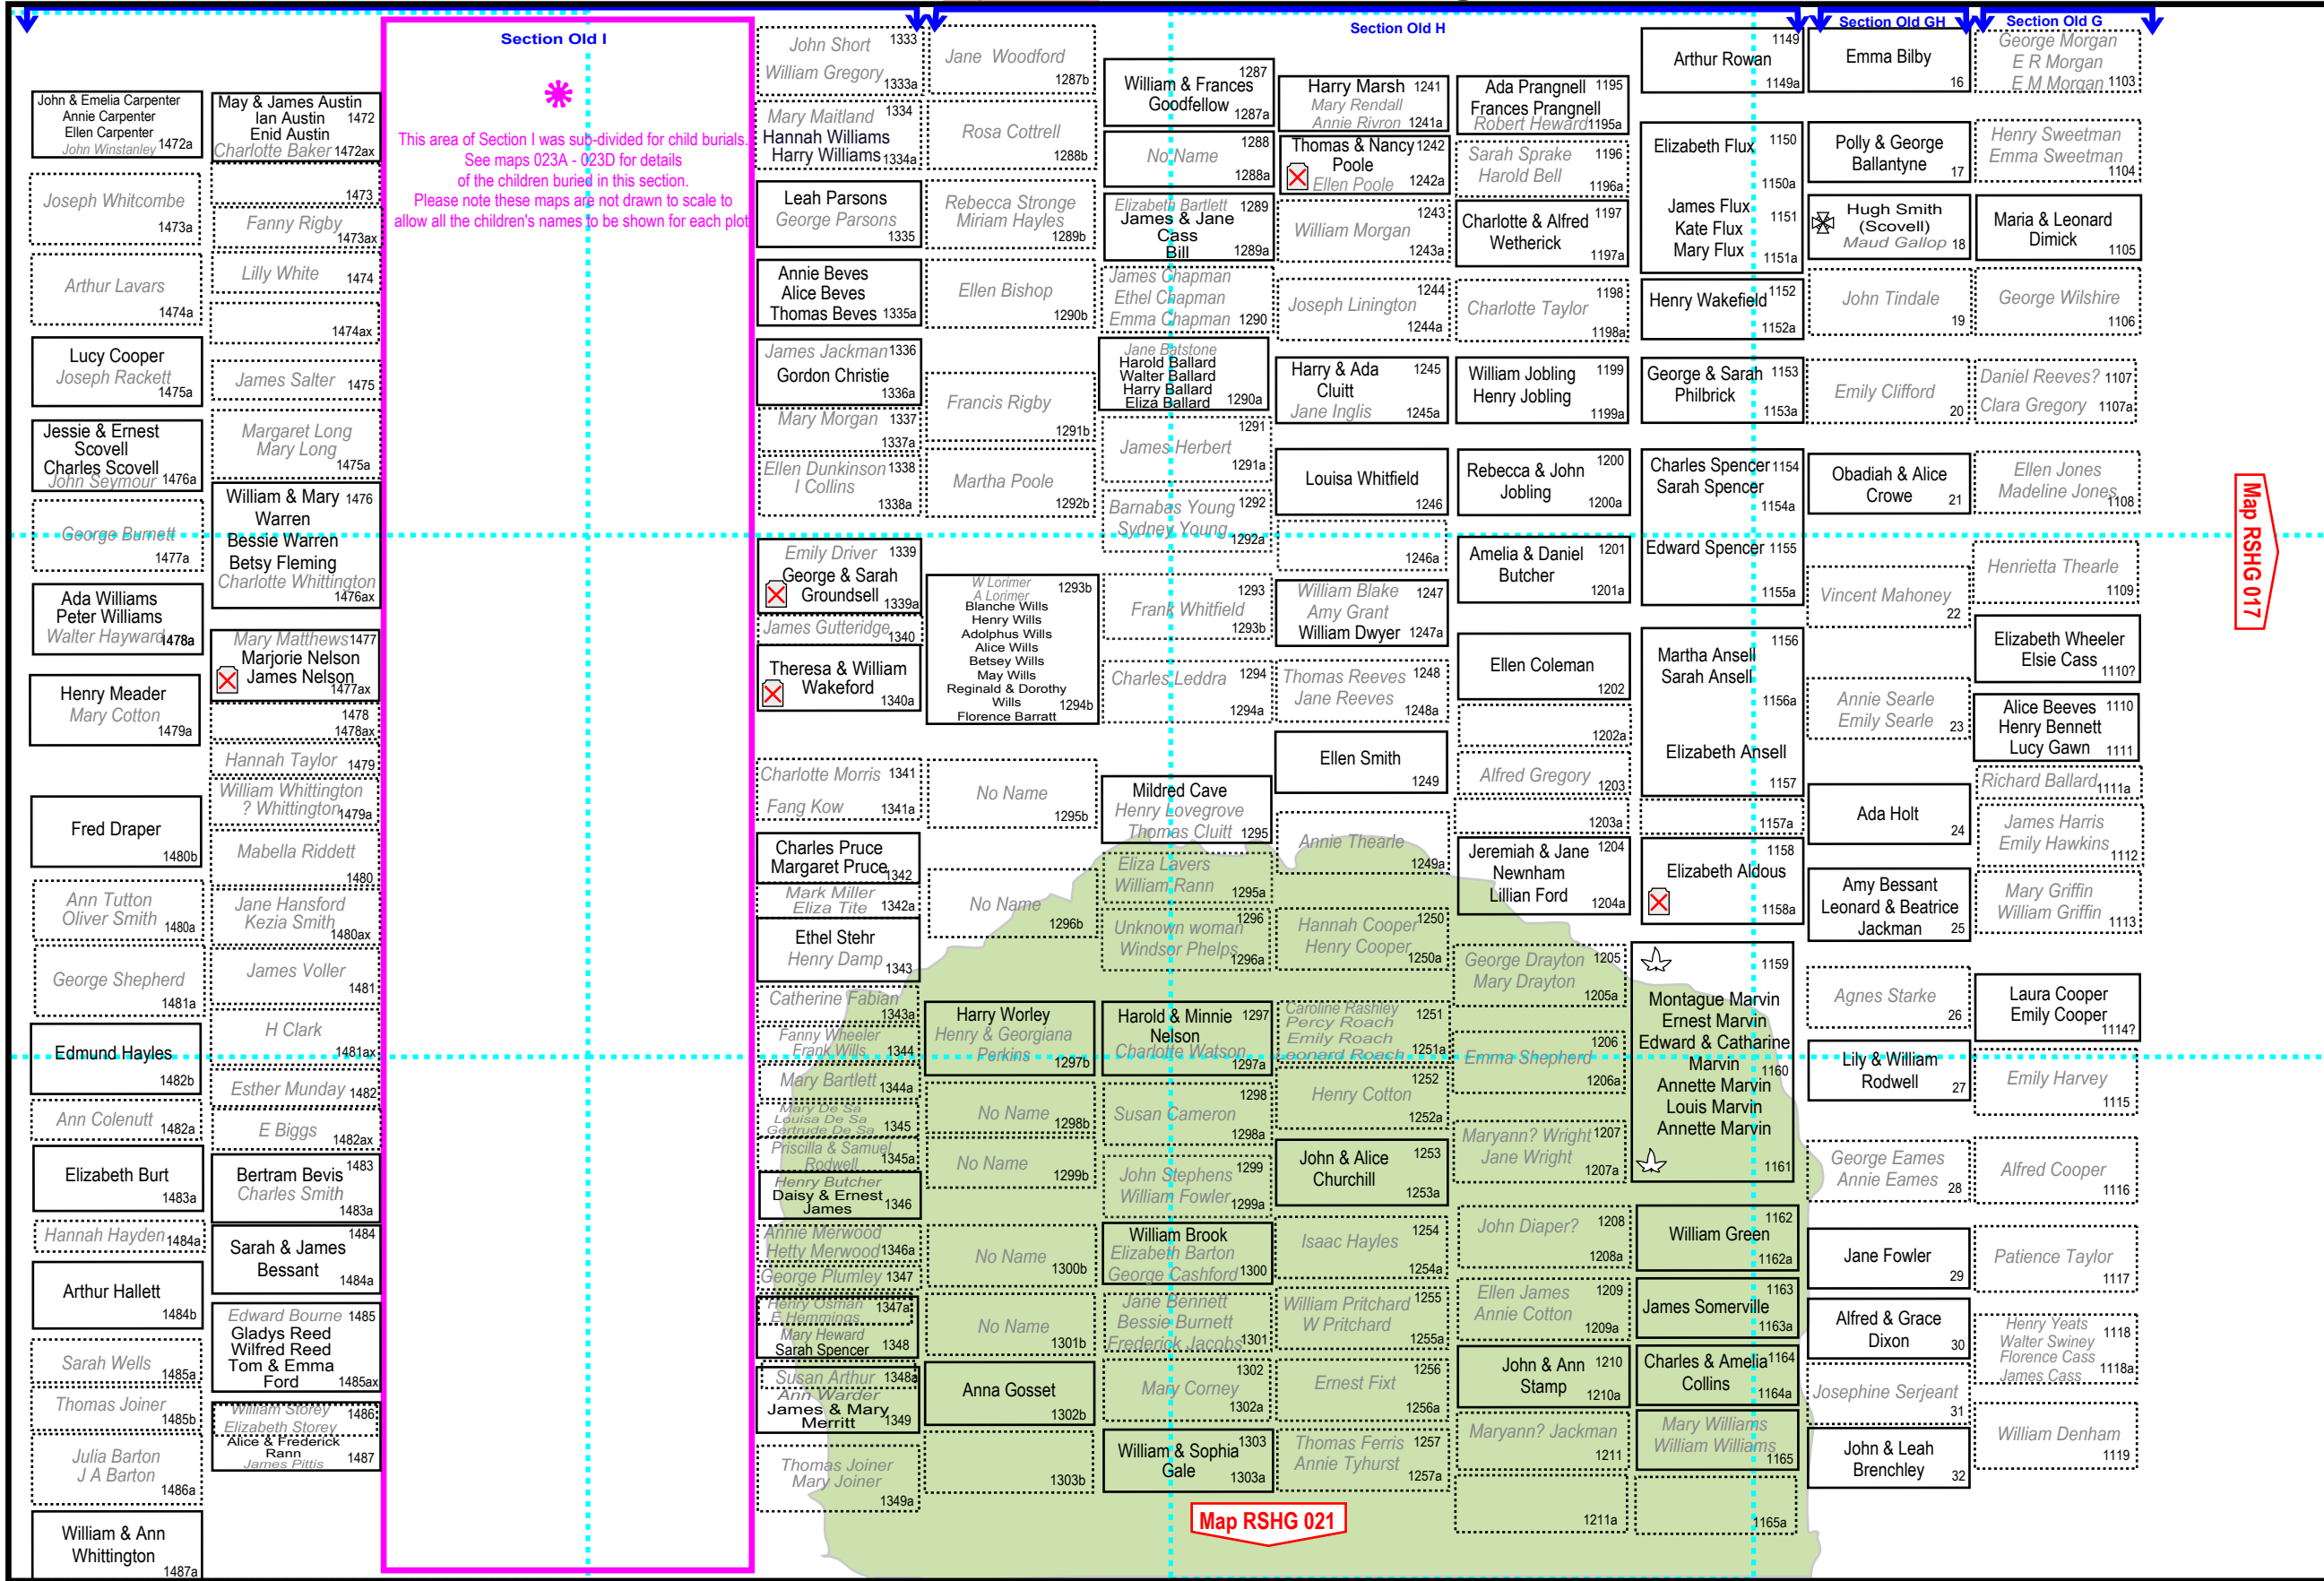 Section Old I
Section Old H
Section Old GH
Section Old G
John & Emelia Carpenter
Annie Carpenter
Ellen Carpenter
John Winstanley 1472a
Joseph Whitcombe
1473a
Arthur Lavars
1474a
Lucy Cooper
Joseph Rackett
1475a
Jessie & Ernest
Scovell
Charles Scovell
John Seymour 1476a
George Burnett
1477a
Ada Williams
Peter Williams
Walter Hayward 1478a
Henry Meader
Mary Cotton
1479a
Fred Draper
1480b
Ann Tutton
Oliver Smith 1480a
George Shepherd
1481a
Edmund Hayles
1482b
Ann Colenutt
1482a
Elizabeth Burt
1483a
Hannah Hayden 1484a
Arthur Hallett
1484b
Sarah Wells
1485a
Thomas Joiner
1485b
Julia Barton
J A Barton
1486a
William & Ann
Whittington
1487a
May & James Austin
Ian Austin 1472
Enid Austin
Charlotte Baker 1472ax
1473
Fanny Rigby
1473ax
Lilly White 1474
1474ax
James Salter 1475
Margaret Long
Mary Long
1475a
William & Mary 1476
Warren
Bessie Warren
Betsy Fleming
Charlotte Whittington
1476ax
Mary Matthews 1477
Marjorie Nelson
James Nelson
1477ax
1478
1478ax
Hannah Taylor 1479
William Whittington
? Whittington 1479a
Mabella Riddett
1480
Jane Hansford
Kezia Smith
1480ax
James Voller
1481
H Clark
1481ax
Esther Munday 1482
E Biggs
1482ax
Bertram Bevis 1483
Charles Smith
1483a
1484
Sarah & James
Bessant
1484a
Edward Bourne 1485
Gladys Reed
Wilfred Reed
Tom & Emma
Ford 1485ax
William Storey 1486
Elizabeth Storey
Alice & Frederick
Rann 1487
James Pittis
This area of Section I was sub-divided for child burials.
See maps 023A - 023D for details
of the children buried in this section.
Please note these maps are not drawn to scale to
allow all the children's names to be shown for each plot
John Short 1333
William Gregory
1333a
Mary Maitland 1334
Hannah Williams
Harry Williams 1334a
Leah Parsons
George Parsons
1335
Annie Beves
Alice Beves
Thomas Beves 1335a
James Jackman 1336
Gordon Christie
1336a
Mary Morgan 1337
1337a
Ellen Dunkinson 1338
I Collins
1338a
Emily Driver 1339
George & Sarah
Groundsell
1339a
James Gutteridge 1340
Theresa & William
Wakeford
1340a
Charlotte Morris 1341
Fang Kow 1341a
Charles Pruce
Margaret Pruce 1342
Mark Miller
Eliza Tite 1342a
Ethel Stehr
Henry Damp 1343
Catherine Fabian
1343a
Fanny Wheeler
Frank Wills 1344
Mary Bartlett 1344a
Mary De Sa
Louisa De Sa 1345
Gertrude De Sa
Priscilla & Samuel
Rodwell 1345a
Henry Butcher
Daisy & Ernest
James 1346
Annie Merwood
Hetty Merwood 1346a
George Plumley 1347
Henry Osman 1347a
E Hemmings
Mary Heward
Sarah Spencer 1348
Susan Arthur 1348a
Ann Warder
James & Mary
Merritt 1349
Thomas Joiner
Mary Joiner
1349a
Jane Woodford
1287b
Rosa Cottrell
1288b
Rebecca Stronge
Miriam Hayles
1289b
Ellen Bishop
1290b
Francis Rigby
1291b
Martha Poole
1292b
W Lorimer 1293b
A Lorimer
Blanche Wills
Henry Wills
Adolphus Wills
Alice Wills
Betsey Wills
May Wills
Reginald & Dorothy
Wills 1294b
Florence Barratt
No Name
1295b
No Name
1296b
Harry Worley
Henry & Georgiana
Perkins
1297b
No Name
1298b
No Name
1299b
No Name
1300b
No Name
1301b
Anna Gosset
1302b
1303b
1287
William & Frances
Goodfellow
1287a
1288
No Name
1288a
Elizabeth Bartlett 1289
James & Jane
Cass
Bill 1289a
James Chapman
Ethel Chapman
Emma Chapman 1290
Jane Batstone
Harold Ballard
Walter Ballard
Harry Ballard
Eliza Ballard 1290a
1291
James Herbert
1291a
Barnabas Young 1292
Sydney Young
1292a
1293
Frank Whitfield
1293b
Charles Leddra 1294
1294a
Mildred Cave
Henry Lovegrove
Thomas Cluitt 1295
Eliza Lavers
William Rann 1295a
1296
Unknown woman
Windsor Phelps
1296a
Harold & Minnie 1297
Nelson
Charlotte Watson
1297a
1298
Susan Cameron
1298a
John Stephens 1299
William Fowler
1299a
William Brook
Elizabeth Barton
George Cashford 1300
Jane Bennett
Bessie Burnett
Frederick Jacobs 1301
1302
Mary Corney
1302a
William & Sophia 1303
Gale
1303a
Harry Marsh 1241
Mary Rendall
Annie Rivron 1241a
Thomas & Nancy 1242
Poole
Ellen Poole 1242a
1243
William Morgan
1243a
1244
Joseph Linington
1244a
Harry & Ada 1245
Cluitt
Jane Inglis 1245a
Louisa Whitfield
1246
1246a
William Blake 1247
Amy Grant
William Dwyer 1247a
Thomas Reeves 1248
Jane Reeves
1248a
Ellen Smith
1249
Annie Thearle
1249a
1250
Hannah Cooper
Henry Cooper
1250a
Caroline Rashley
Percy Roach 1251
Emily Roach
Leonard Roach 1251a
1252
Henry Cotton
1252a
1253
John & Alice
Churchill
1253a
1254
Isaac Hayles
1254a
William Pritchard 1255
W Pritchard
1255a
1256
Ernest Fixt
1256a
Thomas Ferris 1257
Annie Tyhurst
1257a
Ada Prangnell 1195
Frances Prangnell
Robert Heward 1195a
Sarah Sprake 1196
Harold Bell
1196a
1197
Charlotte & Alfred
Wetherick
1197a
1198
Charlotte Taylor
1198a
William Jobling 1199
Henry Jobling
1199a
Rebecca & John 1200
Jobling
1200a
Amelia & Daniel 1201
Butcher
1201a
Ellen Coleman
1202
1202a
Alfred Gregory
1203
1203a
Jeremiah & Jane 1204
Newnham
Lillian Ford
1204a
George Drayton 1205
Mary Drayton
1205a
1206
Emma Shepherd
1206a
Maryann? Wright 1207
Jane Wright
1207a
John Diaper? 1208
1208a
Ellen James 1209
Annie Cotton
1209a
John & Ann 1210
Stamp
1210a
Maryann? Jackman
1211
1211a
1149
Arthur Rowan
1149a
Elizabeth Flux 1150
1150a
James Flux 1151
Kate Flux
Mary Flux
1151a
Henry Wakefield 1152
1152a
George & Sarah 1153
Philbrick
1153a
Charles Spencer 1154
Sarah Spencer
1154a
Edward Spencer 1155
1155a
1156
Martha Ansell
Sarah Ansell
1156a
Elizabeth Ansell
1157
1157a
1158
Elizabeth Aldous
1158a
1159
Montague Marvin
Ernest Marvin
Edward & Catharine
Marvin
1160
Annette Marvin
Louis Marvin
Annette Marvin
1161
1162
William Green
1162a
1163
James Somerville
1163a
Charles & Amelia 1164
Collins
1164a
Mary Williams
William Williams
1165
1165a
Emma Bilby
16
Polly & George
Ballantyne
17
Hugh Smith
(Scovell)
Maud Gallop 18
John Tindale
19
Emily Clifford
20
Obadiah & Alice
Crowe 21
Vincent Mahoney
22
Annie Searle
Emily Searle
23
Ada Holt
24
Amy Bessant
Leonard & Beatrice
Jackman 25
Agnes Starke
26
Lily & William
Rodwell
27
George Eames
Annie Eames
28
Jane Fowler
29
Alfred & Grace
Dixon
30
Josephine Serjeant
31
John & Leah
Brenchley
32
George Morgan
E R Morgan
E M Morgan 1103
Henry Sweetman
Emma Sweetman
1104
Maria & Leonard
Dimick
1105
George Wilshire
1106
Daniel Reeves? 1107
Clara Gregory 1107a
Ellen Jones
Madeline Jones
1108
Henrietta Thearle
1109
Elizabeth Wheeler
Elsie Cass
1110?
Alice Beeves 1110
Henry Bennett
Lucy Gawn 1111
Richard Ballard 1111a
James Harris
Emily Hawkins
1112
Mary Griffin
William Griffin
1113
Laura Cooper
Emily Cooper
1114?
Emily Harvey
1115
Alfred Cooper
1116
Patience Taylor
1117
Henry Yeats
Walter Swiney 1118
Florence Cass
James Cass 1118a
William Denham
1119
Map RSHG 017
Map RSHG 021